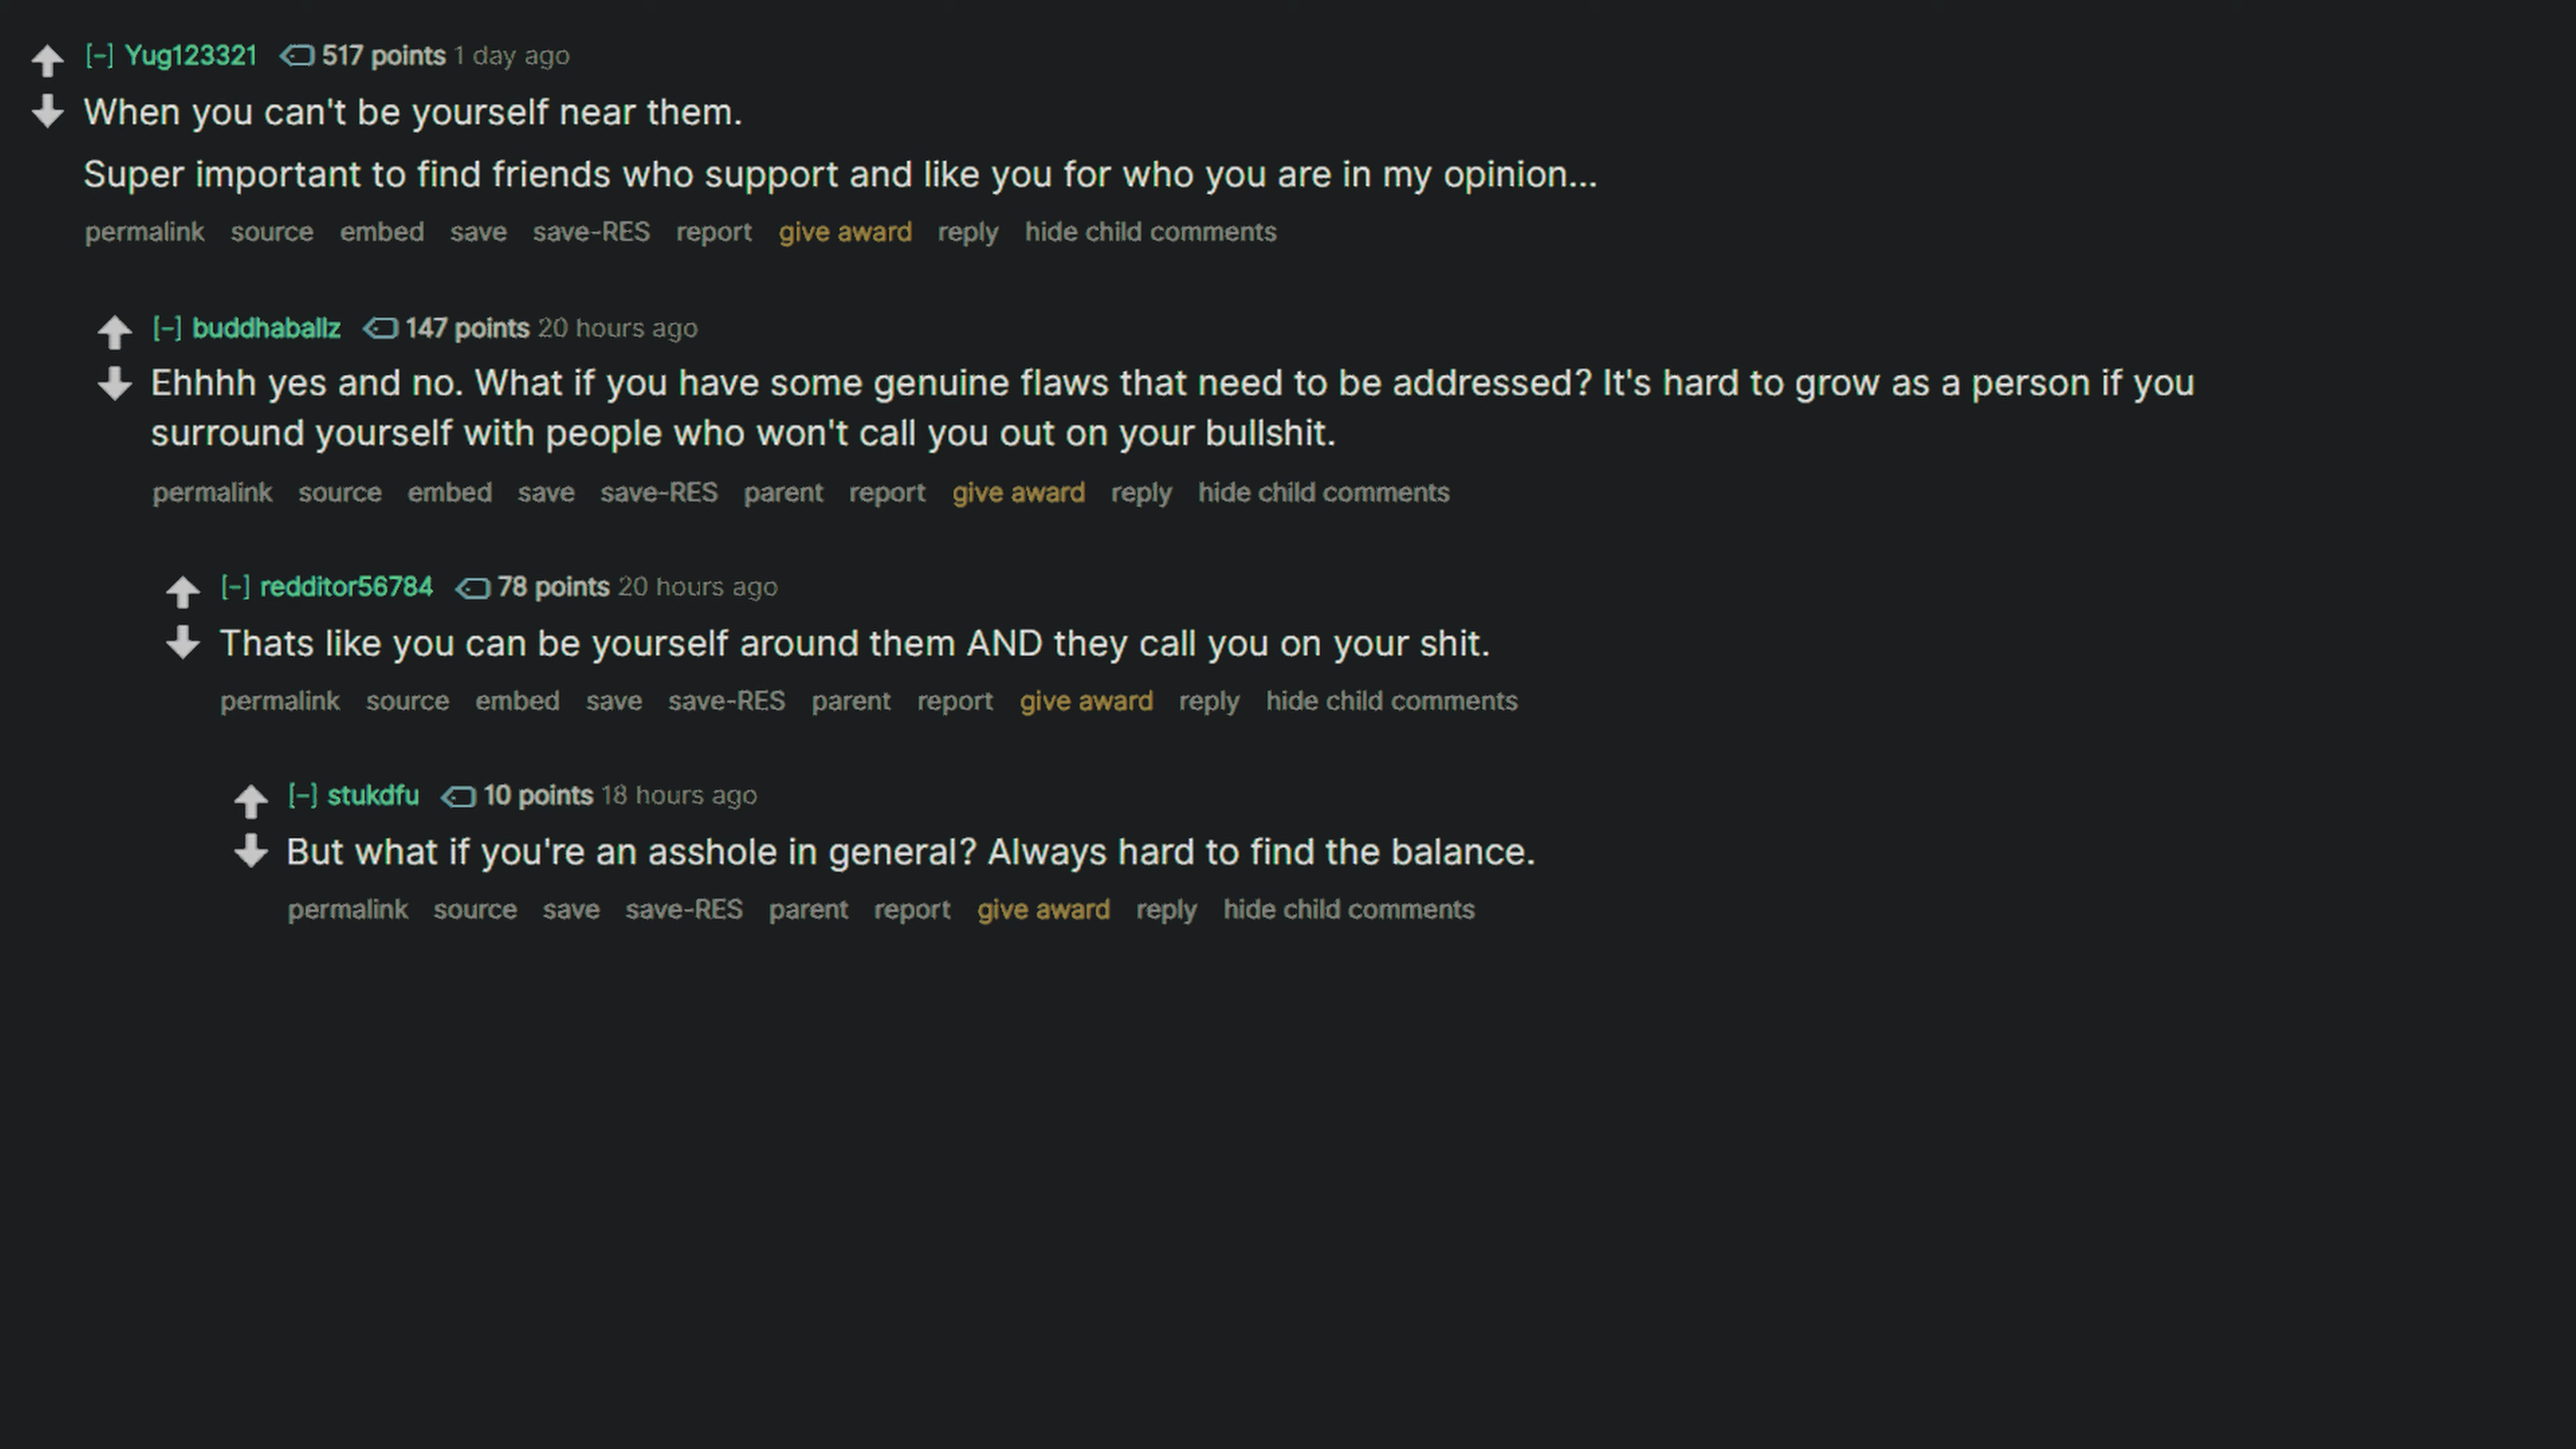 [-] Yug123321 517 points 1 day ago
When you can't be yourself near them.
Super important to find friends who support and like you for who you are in my opinion...
permalink source embed save save-RES report give award reply hide child comments
[-] buddhaballz 147 points 20 hours ago
Ehhhh yes and no. What if you have some genuine flaws that need to be addressed? It's hard to grow as a person if you
surround yourself with people who won't call you out on your bullshit.
permalink source embed save save-RES parent report give award reply hide child comments
[-] redditor56784 78 points 20 hours ago
Thats like you can be yourself around them AND they call you on your shit.
permalink source embed save save-RES parent report give award reply hide child comments
[-] stukdfu 10 points 18 hours ago
But what if you're an asshole in general? Always hard to find the balance.
permalink source save save-RES parent report give award reply hide child comments